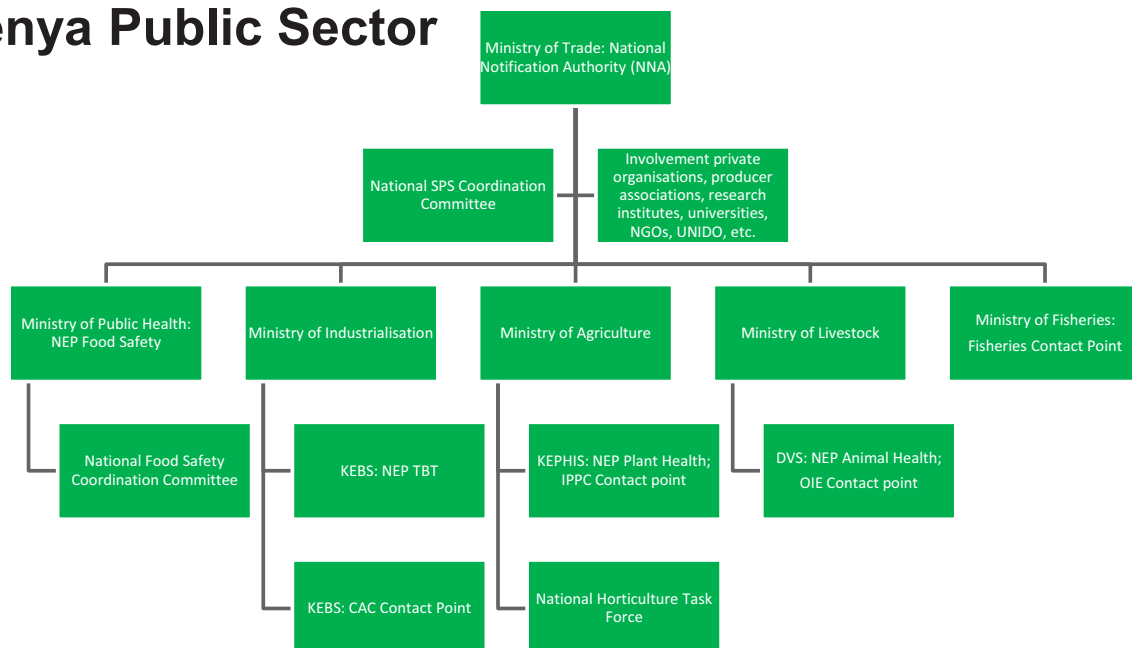 enya Public Sector
Ministry of Trade: National
Notification Authority (NNA)
National SPS Coordination
Committee
Involvement private
organisations, producer
associations, research
institutes, universities,
NGOs, UNIDO, etc.
Ministry of Public Health:
NEP Food Safety
Ministry of Industrialisation
Ministry of Agriculture
Ministry of Livestock
Ministry of Fisheries:
Fisheries Contact Point
National Food Safety
Coordination Committee
KEBS: NEP TBT
KEPHIS: NEP Plant Health;
IPPC Contact point
DVS: NEP Animal Health;
OIE Contact point
KEBS: CAC Contact Point
National Horticulture Task
Force